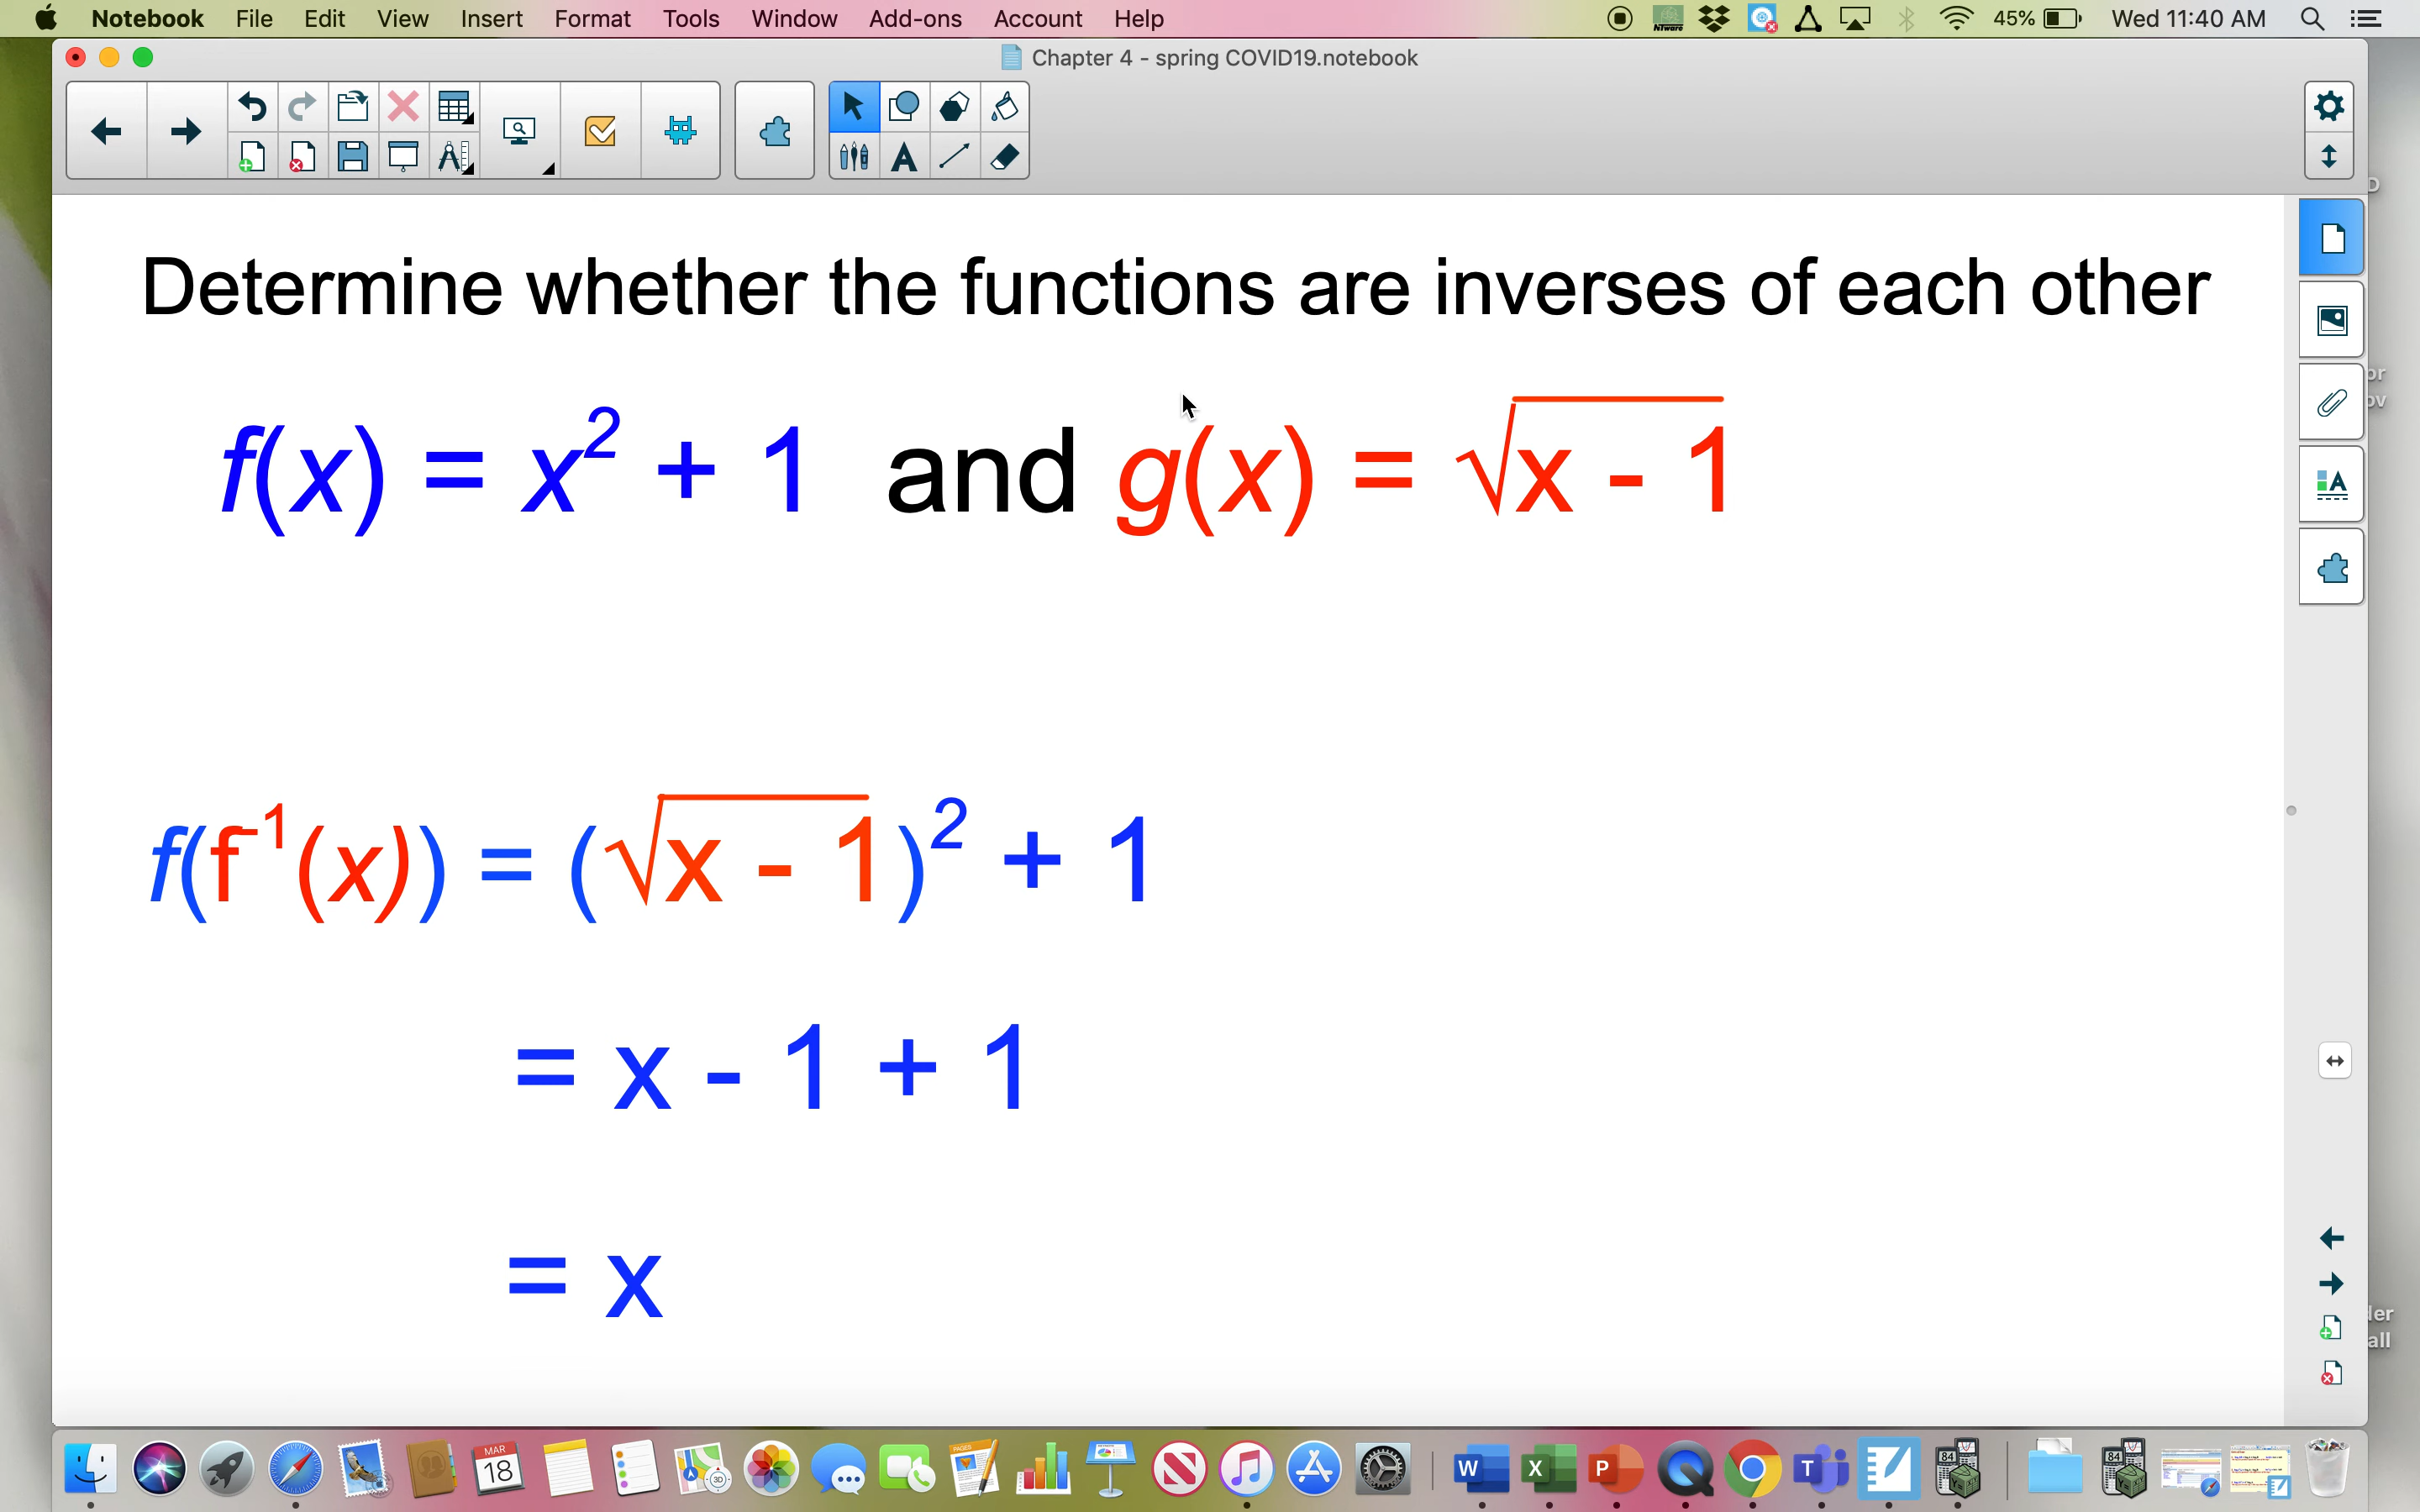 Notebook File Edit View Insert Format Tools Window Add-ons Account Help 45% Wed 11:40 AM
Chapter 4 - spring COVID19.notebook
Determine whether the functions are inverses of each other
f(x) = x² + 1 and g(x) = √x - 1
f(f⁻¹(x)) = (√x - 1)² + 1
= x - 1 + 1
= x
MAR
18